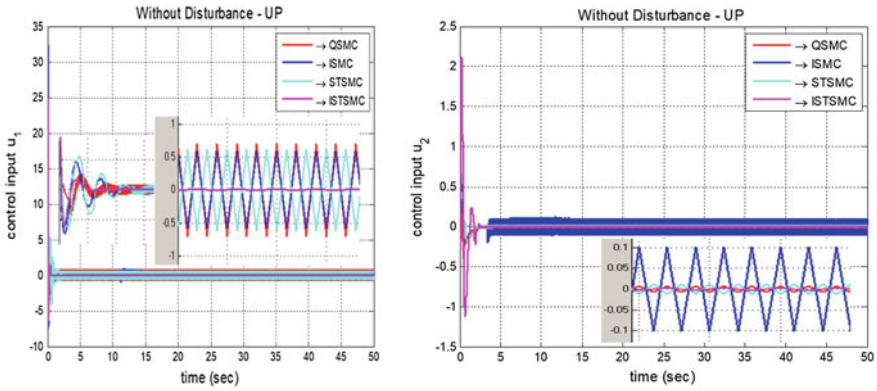 Without Disturbance - UP
35
30
25
20
15
10
5
0
-5
-10
0 5 10 15 20 25 30 35 40 45 50
control input u1
time (sec)
→ QSMC
→ ISMC
→ STSMC
→ ISTSMC
1
0.5
0
-0.5
-1
Without Disturbance - UP
2.5
2
1.5
1
0.5
0
-0.5
-1
-1.5
0 5 10 15 20 25 30 35 40 45 50
control input u2
time (sec)
→ QSMC
→ ISMC
→ STSMC
→ ISTSMC
0.1
0.05
0
-0.05
-0.1